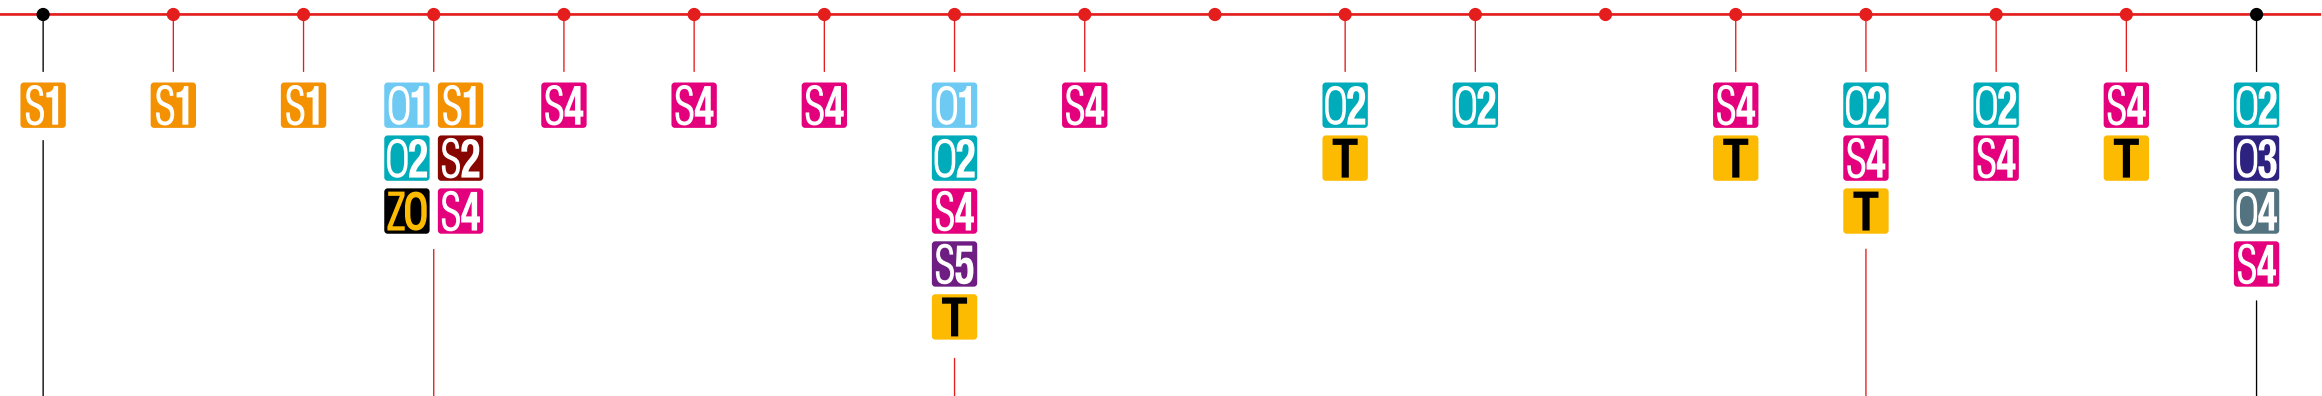 S1 S1 S1 O1 S1 S4 S4 S4 O1 S4 O2 O2 S4 O2 O2 S4 O2
O2 S2 O2 T T S4 S4 T O3
ZO S4 S4 T O4
S5 S4
T